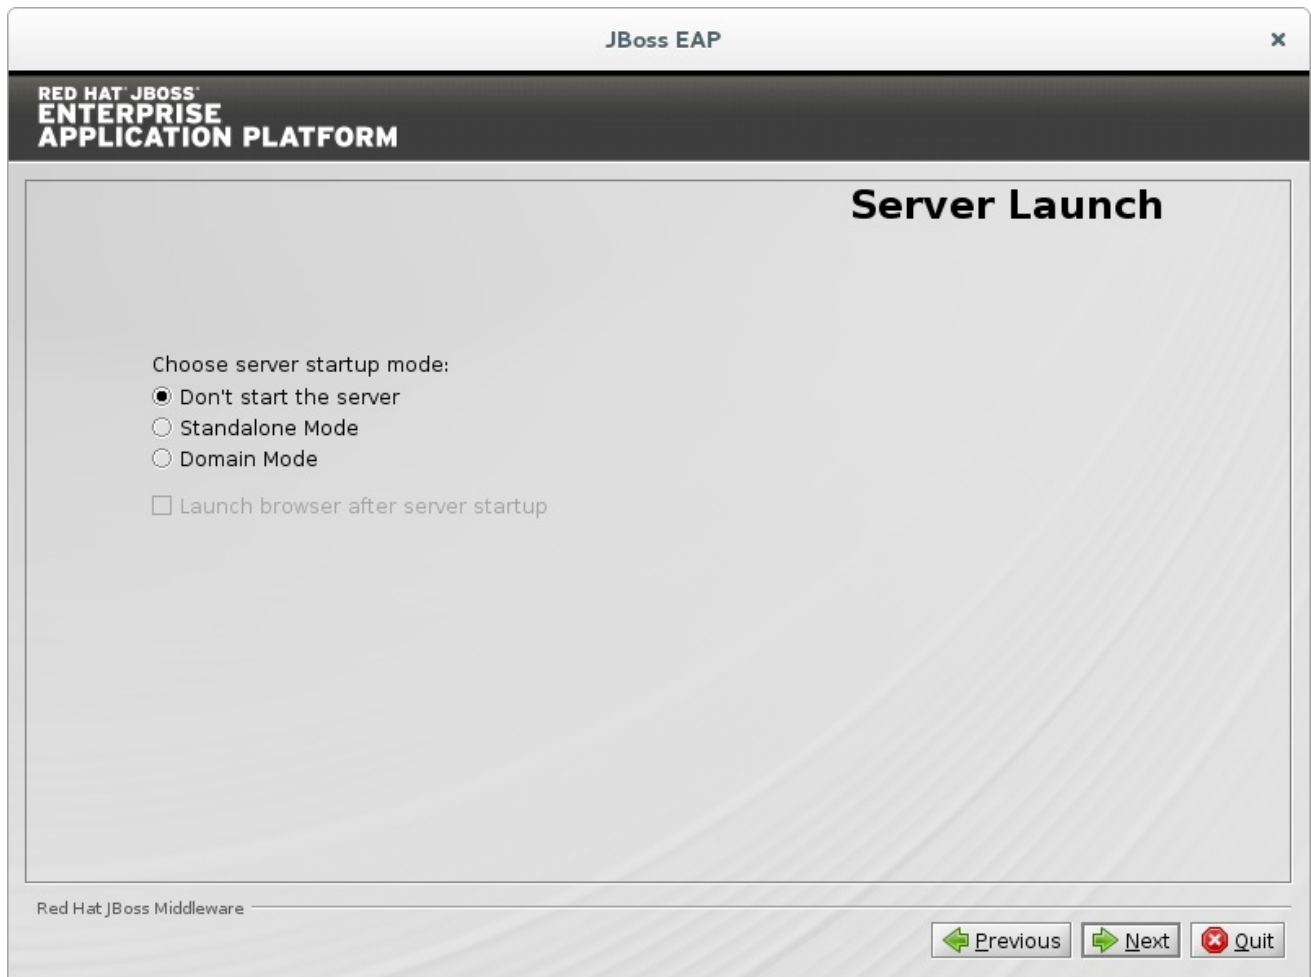 JBoss EAP
RED HAT JBOSS
ENTERPRISE
APPLICATION PLATFORM
Server Launch
Choose server startup mode:
Don't start the server
Standalone Mode
Domain Mode
Launch browser after server startup
Red Hat JBoss Middleware
Previous Next Quit